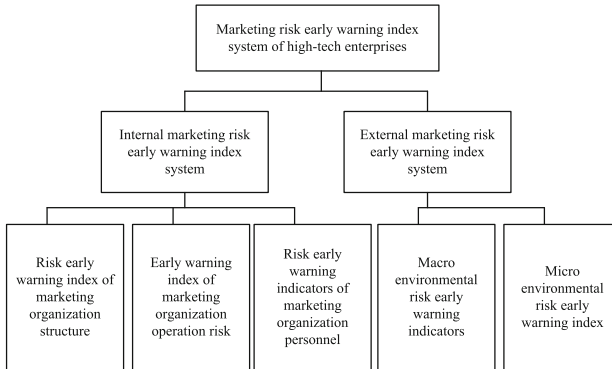 Marketing risk early warning index
system of high-tech enterprises
Internal marketing risk
early warning index
system
External marketing risk
early warning index
system
Risk early
warning index of
marketing
organization
structure
Early warning
index of
marketing
organization
operation risk
Risk early
warning
indicators of
marketing
organization
personnel
Macro
environmental
risk early
warning
indicators
Micro
environmental
risk early
warning index